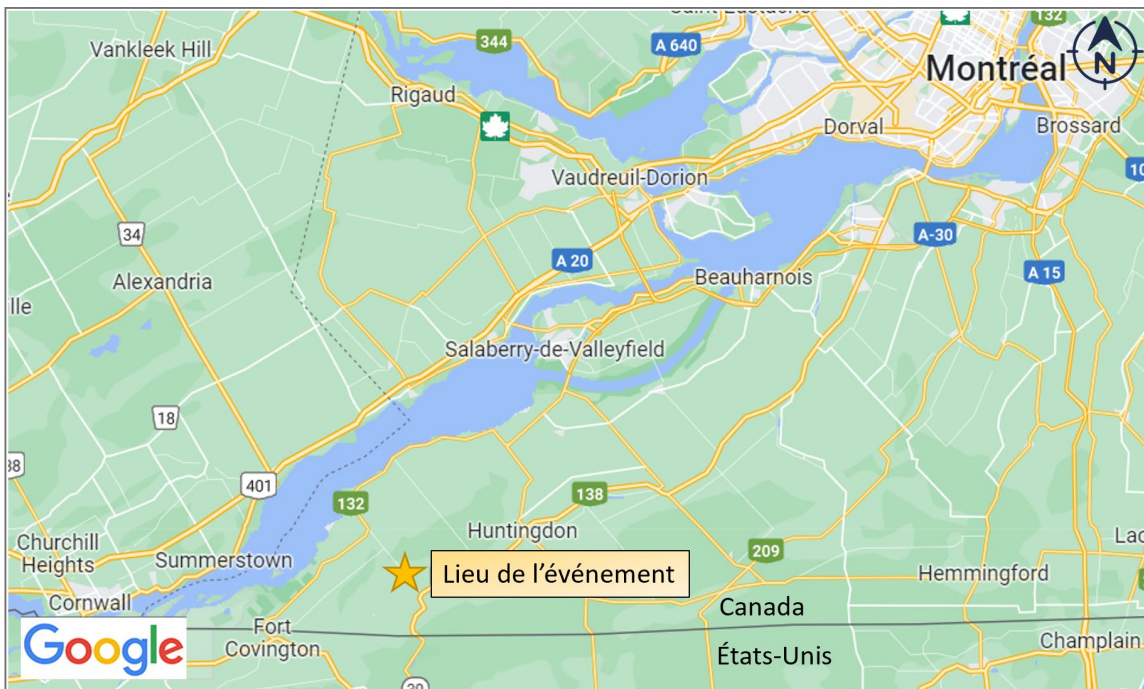 Vankleek Hill
344
A 640
132
N
Montréal
Rigaud
Dorval
Brossard
Vaudreuil-Dorion
34
A 20
A-30
Alexandria
Beauharnois
A 15
Salaberry-de-Valleyfield
18
401
132
138
Huntingdon
Churchill
Heights
Summerstown
209
Lieu de l’événement
Hemmingford
Cornwall
Canada
Google
Fort
Covington
États-Unis
Champlain